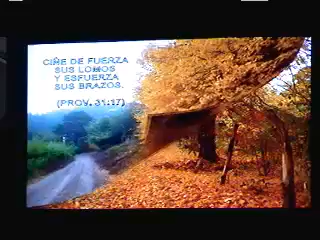 CIÑE DE FUERZA
SUS LOMOS
Y ESFUERZA
SUS BRAZOS.
(PROV. 31:17)